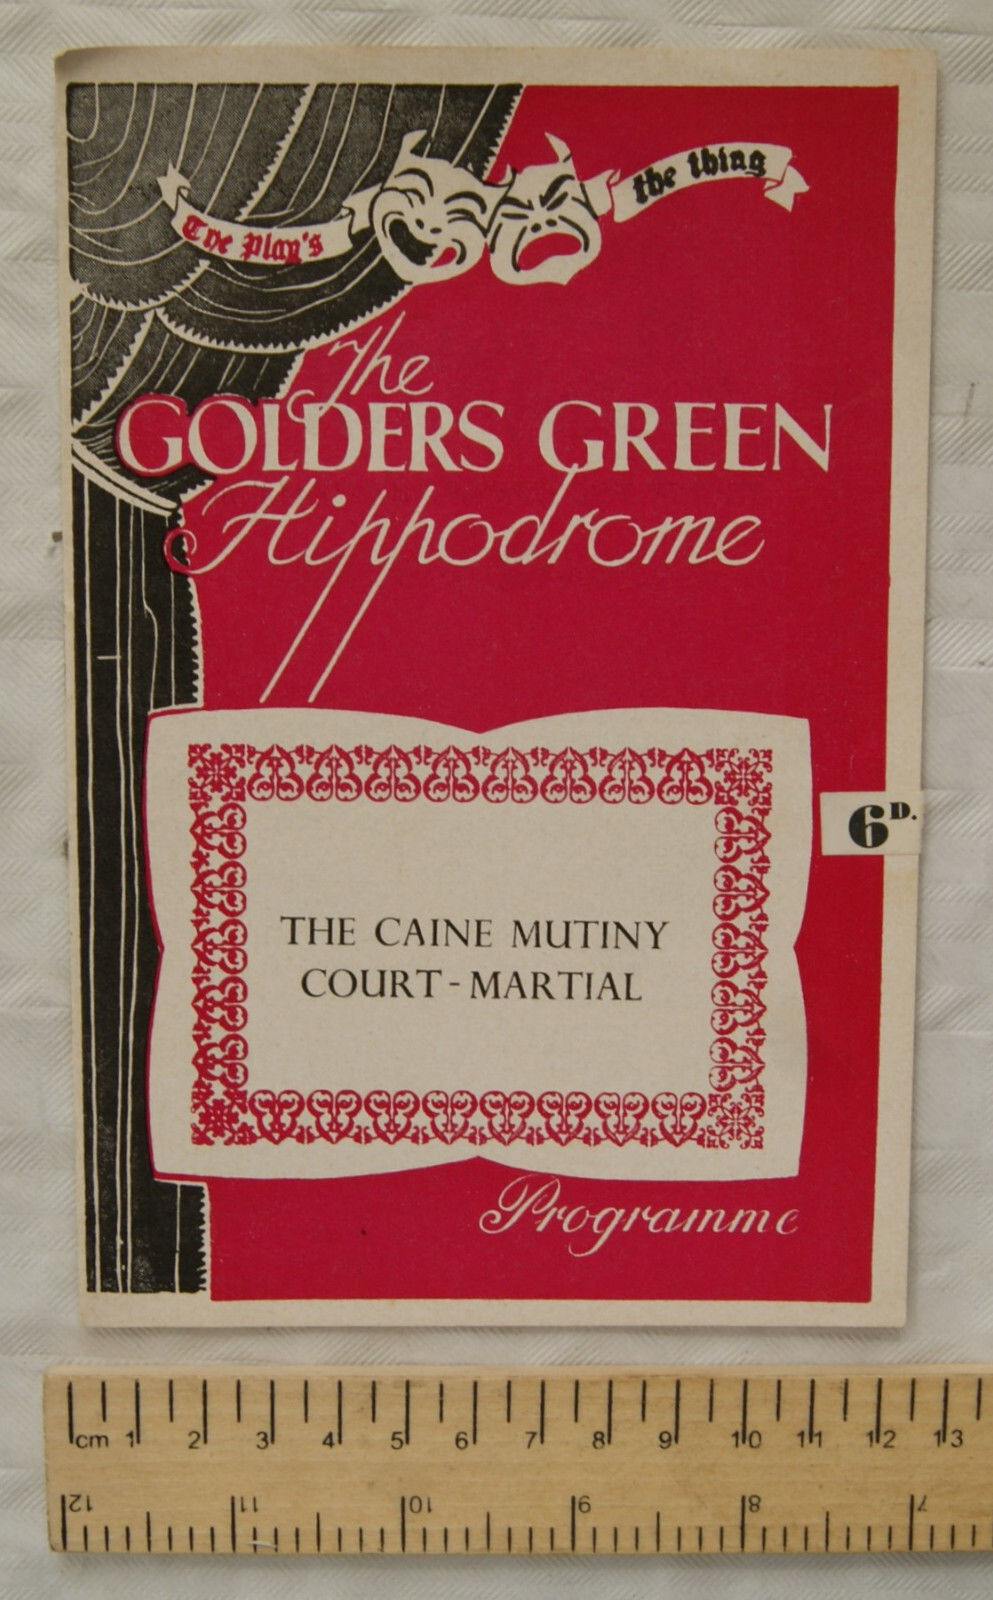 The Play's
the thing
The
GOLDERS GREEN
Hippodrome
6D.
THE CAINE MUTINY
COURT-MARTIAL
Programme
cm 1 2 3 4 5 6 7 8 9 10 11 12 13
12 11 10 9 8 7